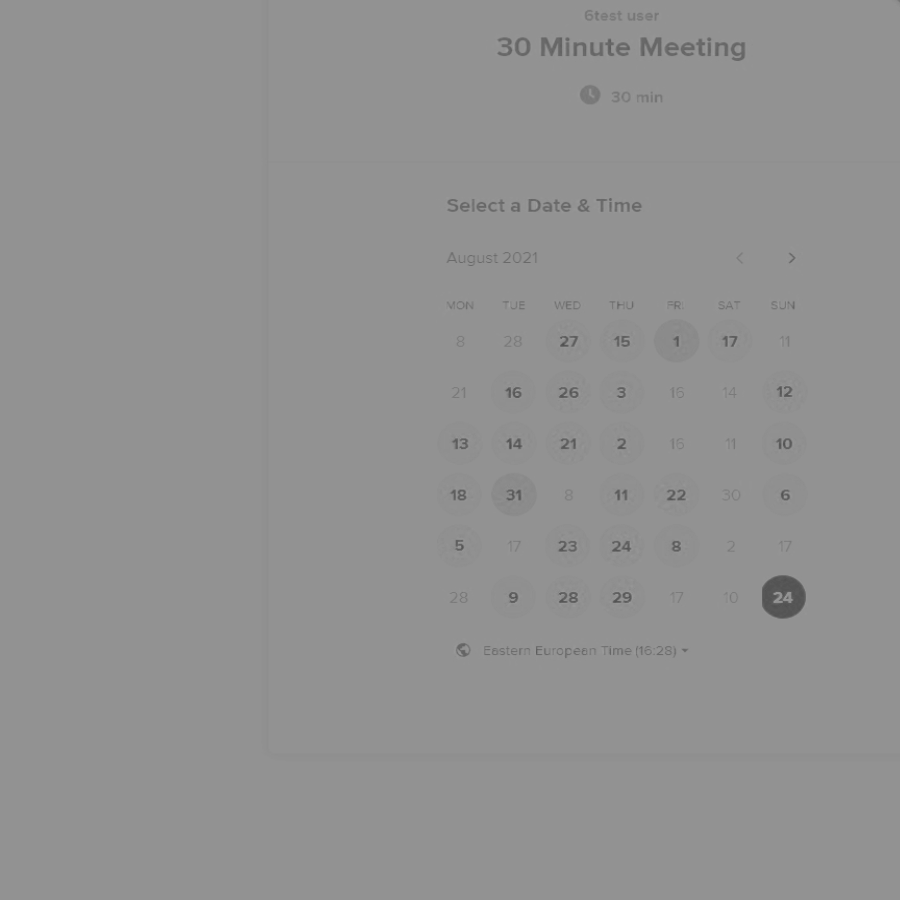 6test user
30 Minute Meeting
30 min
Select a Date & Time
August 2021
MON TUE WED THU FRI SAT SUN
8 28 27 15 1 17 11
21 16 26 3 16 14 12
13 14 21 2 16 11 10
18 31 8 11 22 30 6
5 17 23 24 8 2 17
28 9 28 29 17 10 24
Eastern European Time (16:28)